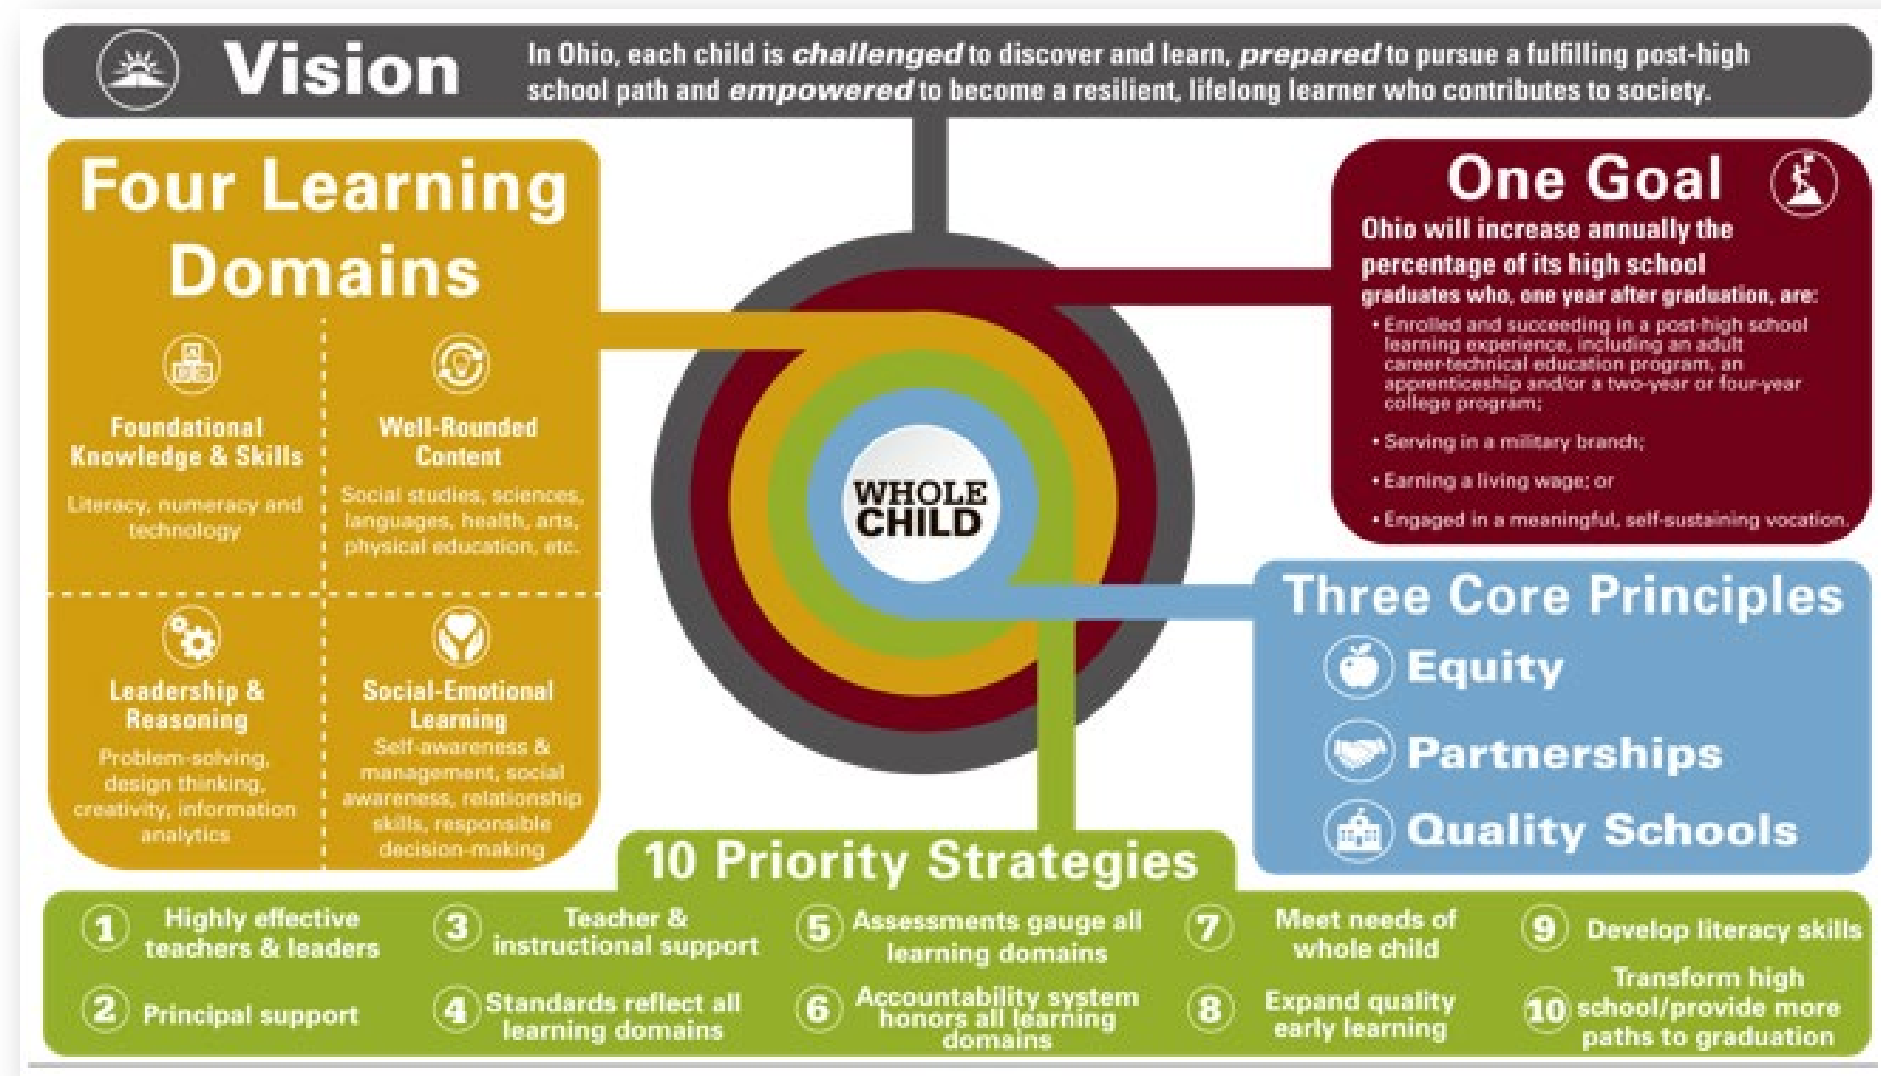 Vision
In Ohio, each child is challenged to discover and learn, prepared to pursue a fulfilling post-high
school path and empowered to become a resilient, lifelong learner who contributes to society.
Four Learning
Domains
Foundational
Knowledge & Skills
Literacy, numeracy and
technology
Well-Rounded
Content
Social studies, sciences,
languages, health, arts,
physical education, etc.
Leadership &
Reasoning
Problem-solving,
design thinking,
creativity, information
analytics
Social-Emotional
Learning
Self-awareness &
management, social
awareness, relationship
skills, responsible
decision-making
WHOLE
CHILD
One Goal
Ohio will increase annually the
percentage of its high school
graduates who, one year after graduation, are:
• Enrolled and succeeding in a post-high school
learning experience, including an adult
career-technical education program, an
apprenticeship and/or a two-year or four-year
college program;
• Serving in a military branch;
• Earning a living wage; or
• Engaged in a meaningful, self-sustaining vocation.
Three Core Principles
Equity
Partnerships
Quality Schools
10 Priority Strategies
1 Highly effective
teachers & leaders
2 Principal support
3 Teacher &
instructional support
4 Standards reflect all
learning domains
5 Assessments gauge all
learning domains
6 Accountability system
honors all learning
domains
7 Meet needs of
whole child
8 Expand quality
early learning
9 Develop literacy skills
10 Transform high
school/provide more
paths to graduation